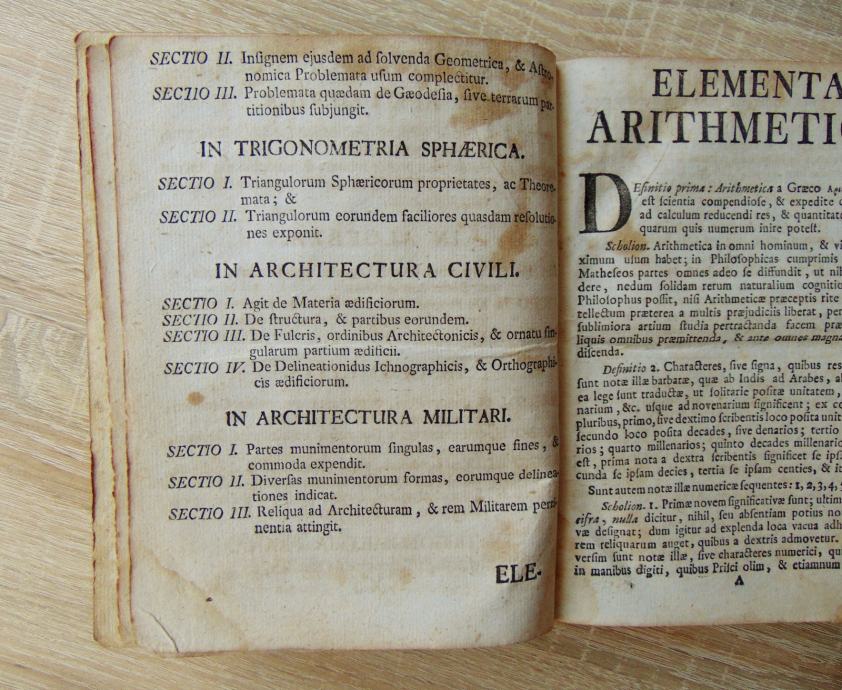 SECTIO II. Inſignem ejusdem ad ſolvenda Geometrica, & Aſtro-
nomica Problemata uſum complectitur.
SECTIO III. Problemata quædam de Gæodeſia, ſive terrarum par-
titionibus ſubjungit.
IN TRIGONOMETRIA SPHÆRICA.
SECTIO I. Triangulorum Sphæricorum proprietates, ac Theore-
mata; &
SECTIO II. Triangulorum eorundem faciliores quasdam reſolutio-
nes exponit.
IN ARCHITECTURA CIVILI.
SECTIO I. Agit de Materia ædificiorum.
SECTIO II. De ſtructura, & partibus eorundem.
SECTIO III. De Fulcris, ordinibus Architectonicis, & ornatu ſin-
gularum partium ædificii.
SECTIO IV. De Delineationidus Ichnographicis, & Orthographi-
cis ædificiorum.
IN ARCHITECTURA MILITARI.
SECTIO I. Partes munimentorum ſingulas, earumque fines, &
commoda expendit.
SECTIO II. Diverſas munimentorum formas, eorumque delinea-
tiones indicat.
SECTIO III. Reliqua ad Architecturam, & rem Militarem perti-
nentia attingit.
ELE-
ELEMENTA
ARITHMETI
DEfinitio prima: Arithmetica a Græco
eſt ſcientia compendioſe, & expedite
ad calculum reducendi res, & quantitat
quarum quis numerum inire poteſt.
Scholion. Arithmetica in omni hominum, & vi
ximum uſum habet; in Philoſophicas cumprimis
Matheſeos partes omnes adeo ſe diffundit, ut nih
dere, nedum ſolidam rerum naturalium cognitio
Philoſophus poſſit, niſi Arithmeticæ præceptis rite
tellectum præterea a multis præjudiciis liberat, per
ſublimiora artium ſtudia pertractanda facem præ
liquis omnibus præmittenda, & ante omnes magna
diſcenda.
Definitio 2. Characteres, ſive ſigna, quibus res
ſunt notæ illæ barbaræ, quæ ab Indis ad Arabes, a
ea lege ſunt traductæ, ut ſolitarie poſitæ unitatem,
narium, &c. uſque ad novenarium ſignificent; ex co
pluribus, primo, ſive dextimo ſcribentis loco poſita unit
ſecundo loco poſita decades, ſive denarios; tertio
rios; quarto millenarios; quinto decades millenario
eſt, prima nota a dextra ſcribentis ſignificet ſe ipſa
cunda ſe ipſam decies, tertia ſe ipſam centies, & it
Sunt autem notæ illæ numericæ ſequentes: 1, 2, 3, 4,
Scholion. 1. Primæ novem ſignificativæ ſunt; ultim
cifra, nulla dicitur, nihil, ſeu abſentiam potius no
væ deſignat; dum igitur ad explenda loca vacua adh
rem reliquarum auget, quibus a dextris admovetur.
verſim ſunt notæ illæ, ſive characteres numerici, qu
in manibus digiti, quibus Priſci olim, & etiamnum
A